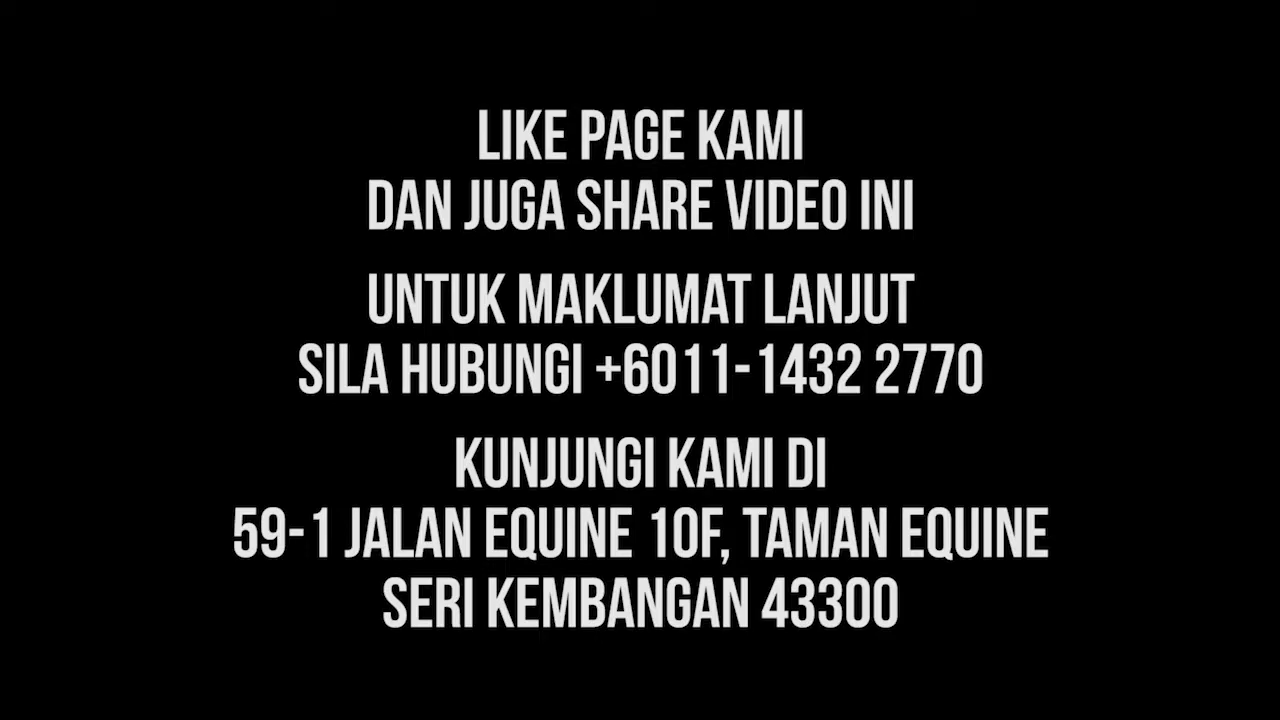 LIKE PAGE KAMI
DAN JUGA SHARE VIDEO INI
UNTUK MAKLUMAT LANJUT
SILA HUBUNGI +6011-1432 2770
KUNJUNGI KAMI DI
59-1 JALAN EQUINE 10F, TAMAN EQUINE
SERI KEMBANGAN 43300